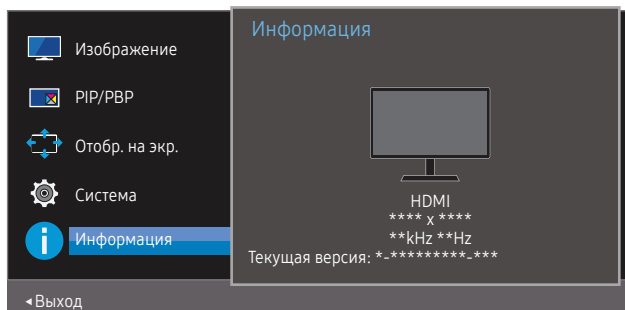 Изображение
PIP/PBP
Отобр. на экр.
Система
Информация
Информация
HDMI
**** x ****
**kHz **Hz
Текущая версия: *-*********-***
◂Выход